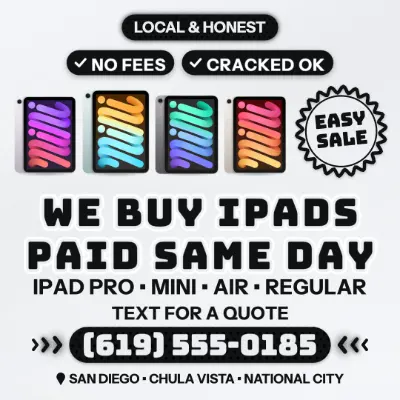 LOCAL & HONEST
✓ NO FEES ✓ CRACKED OK
EASY
SALE
WE BUY IPADS
PAID SAME DAY
IPAD PRO ▪ MINI ▪ AIR ▪ REGULAR
TEXT FOR A QUOTE
››› (619) 555-0185 ‹‹‹
SAN DIEGO ▪ CHULA VISTA ▪ NATIONAL CITY